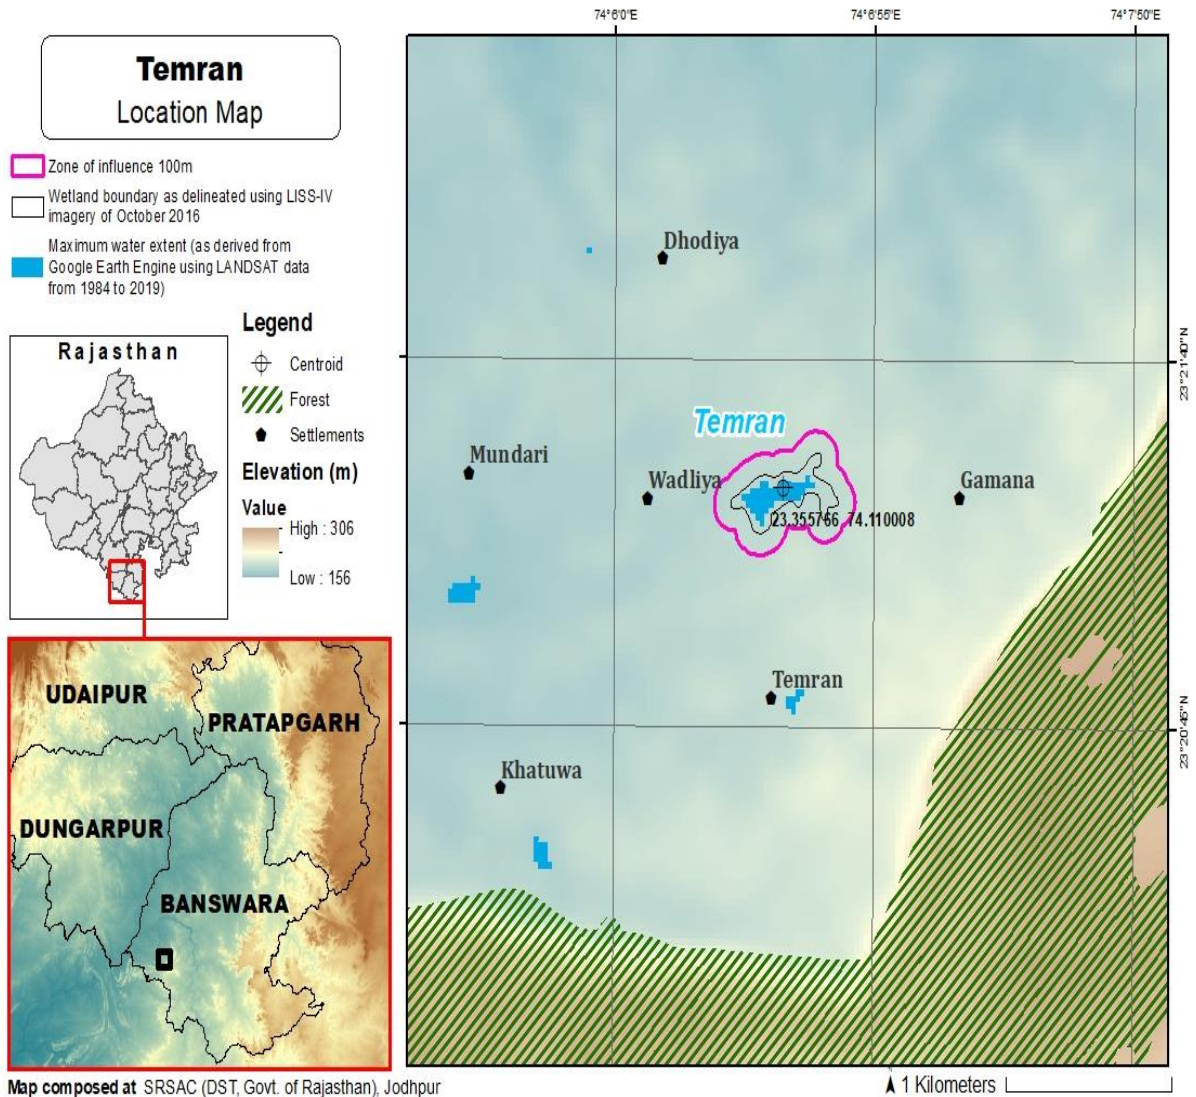 Temran
Location Map
Zone of influence 100m
Wetland boundary as delineated using LISS-IV
imagery of October 2016
Maximum water extent (as derived from
Google Earth Engine using LANDSAT data
from 1984 to 2019)
Legend
Centroid
Forest
Settlements
Elevation (m)
Value
High : 306
Low : 156
Rajasthan
UDAIPUR
PRATAPGARH
DUNGARPUR
BANSWARA
74°6'0"E
74°6'55"E
74°7'50"E
Dhodiya
23°21'40"N
Temran
Mundari
Wadliya
Gamana
23.355766 74.110008
Temran
23°20'45"N
Khatuwa
Map composed at SRSAC (DST, Govt. of Rajasthan), Jodhpur
1 Kilometers